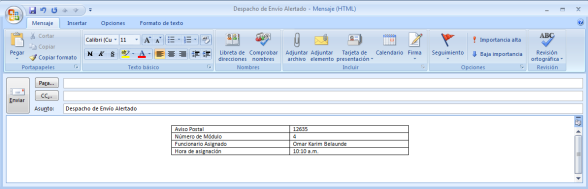 Despacho de Envío Alertado - Mensaje (HTML)
Mensaje Insertar Opciones Formato de texto
Pegar
Cortar
Copiar
Copiar formato
Portapapeles
Calibri (Cu 11
N K S
Texto básico
Libreta de direcciones
Comprobar nombres
Nombres
Adjuntar archivo
Adjuntar elemento
Tarjeta de presentación
Calendario
Firma
Incluir
Seguimiento
Importancia alta
Baja importancia
Opciones
ABC
Revisión ortográfica
Revisión
Enviar
Para...
CC...
Asunto: Despacho de Envío Alertado
Aviso Postal 12635
Número de Módulo 4
Funcionario Asignado Omar Karim Belaunde
Hora de asignación 10:10 a.m.